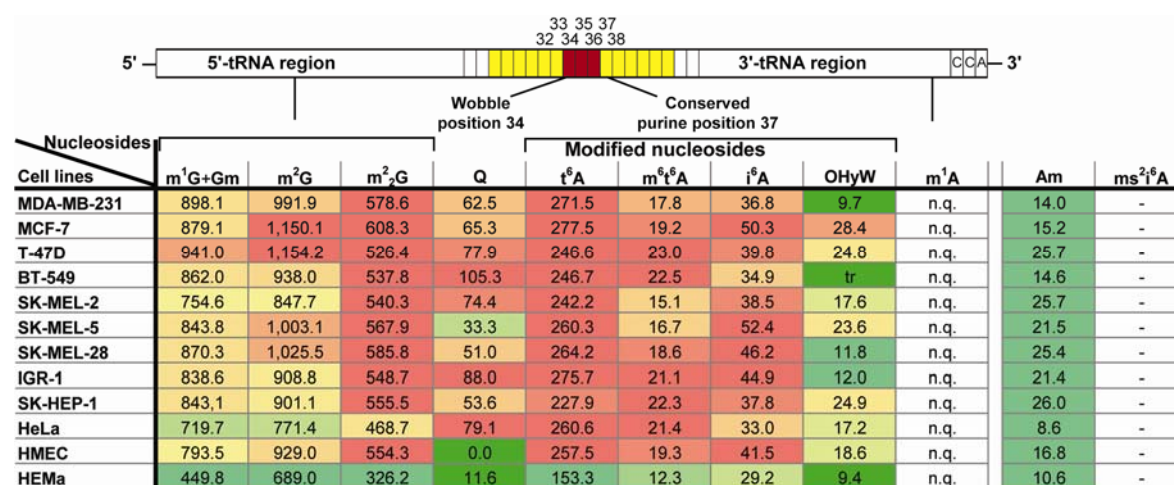 33 35 37
32 34 36 38
5' 5'-tRNA region 3'-tRNA region C C A 3'
Wobble position 34
Conserved purine position 37
Nucleosides Modified nucleosides
Cell lines m¹G+Gm m²G m²₂G Q t⁶A m⁶t⁶A i⁶A OHyW m¹A Am ms²i⁶A
MDA-MB-231 898.1 991.9 578.6 62.5 271.5 17.8 36.8 9.7 n.q. 14.0 -
MCF-7 879.1 1,150.1 608.3 65.3 277.5 19.2 50.3 28.4 n.q. 15.2 -
T-47D 941.0 1,154.2 526.4 77.9 246.6 23.0 39.8 24.8 n.q. 25.7 -
BT-549 862.0 938.0 537.8 105.3 246.7 22.5 34.9 tr n.q. 14.6 -
SK-MEL-2 754.6 847.7 540.3 74.4 242.2 15.1 38.5 17.6 n.q. 25.7 -
SK-MEL-5 843.8 1,003.1 567.9 33.3 260.3 16.7 52.4 23.6 n.q. 21.5 -
SK-MEL-28 870.3 1,025.5 585.8 51.0 264.2 18.6 46.2 11.8 n.q. 25.4 -
IGR-1 838.6 908.8 548.7 88.0 275.7 21.1 44.9 12.0 n.q. 21.4 -
SK-HEP-1 843,1 901.1 555.5 53.6 227.9 22.3 37.8 24.9 n.q. 26.0 -
HeLa 719.7 771.4 468.7 79.1 260.6 21.4 33.0 17.2 n.q. 8.6 -
HMEC 793.5 929.0 554.3 0.0 257.5 19.3 41.5 18.6 n.q. 16.8 -
HEMa 449.8 689.0 326.2 11.6 153.3 12.3 29.2 9.4 n.q. 10.6 -